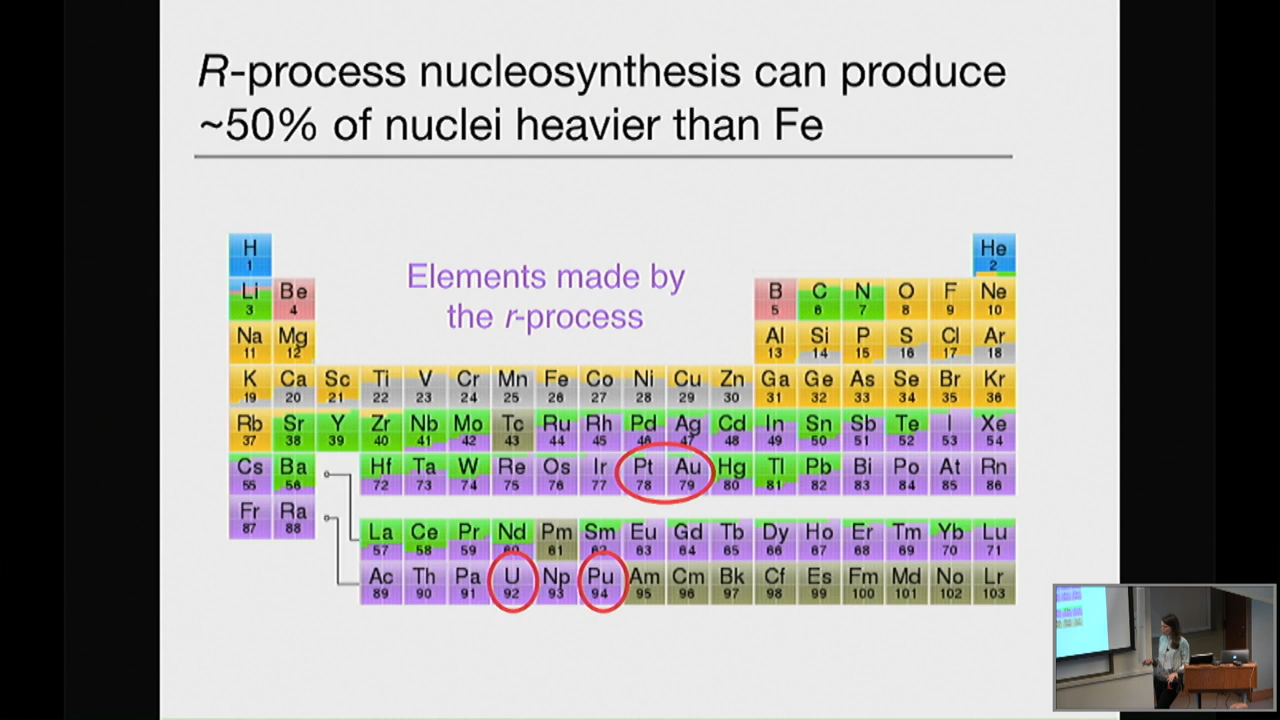 R-process nucleosynthesis can produce
~50% of nuclei heavier than Fe
H He
1 2
Elements made by
the r-process
Li Be B C N O F Ne
3 4 5 6 7 8 9 10
Na Mg Al Si P S Cl Ar
11 12 13 14 15 16 17 18
K Ca Sc Ti V Cr Mn Fe Co Ni Cu Zn Ga Ge As Se Br Kr
19 20 21 22 23 24 25 26 27 28 29 30 31 32 33 34 35 36
Rb Sr Y Zr Nb Mo Tc Ru Rh Pd Ag Cd In Sn Sb Te I Xe
37 38 39 40 41 42 43 44 45 46 47 48 49 50 51 52 53 54
Cs Ba Hf Ta W Re Os Ir Pt Au Hg Tl Pb Bi Po At Rn
55 56 72 73 74 75 76 77 78 79 80 81 82 83 84 85 86
Fr Ra
87 88
La Ce Pr Nd Pm Sm Eu Gd Tb Dy Ho Er Tm Yb Lu
57 58 59 60 61 62 63 64 65 66 67 68 69 70 71
Ac Th Pa U Np Pu Am Cm Bk Cf Es Fm Md No Lr
89 90 91 92 93 94 95 96 97 98 99 100 101 102 103